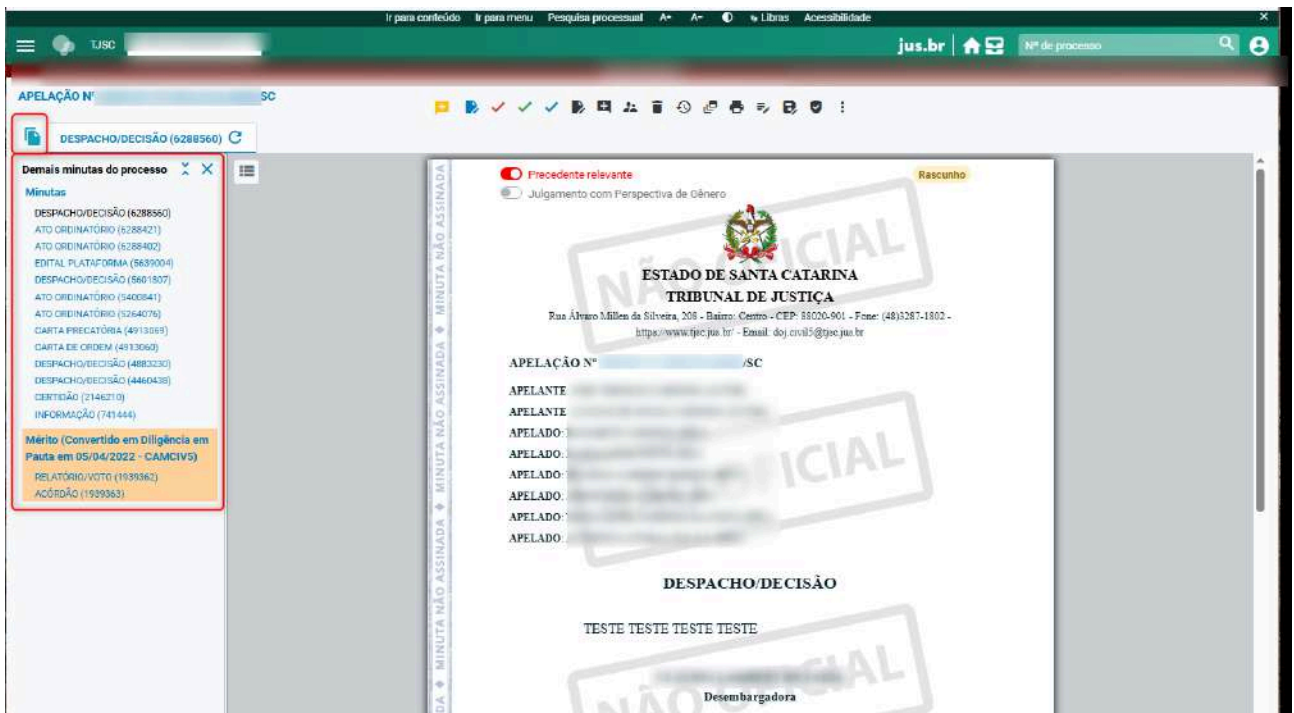 Ir para conteúdo Ir para menu Pesquisa processual A+ A- Libras Acessibilidade
TJSC
jus.br Nº de processo
APELAÇÃO Nº SC
DESPACHO/DECISÃO (6288560)
Demais minutas do processo
Minutas
DESPACHO/DECISÃO (6288560)
ATO ORDINATÓRIO (6288421)
ATO ORDINATÓRIO (6288402)
EDITAL PLATAFORMA (5639004)
DESPACHO/DECISÃO (5601807)
ATO ORDINATÓRIO (5400841)
ATO ORDINATÓRIO (5264076)
CARTA PRECATÓRIA (4913069)
CARTA DE ORDEM (4913060)
DESPACHO/DECISÃO (4883230)
DESPACHO/DECISÃO (4460438)
CERTIDÃO (2146210)
INFORMAÇÃO (741444)
Mérito (Convertido em Diligência em
Pauta em 05/04/2022 - CAMCIV5)
RELATÓRIO/VOTO (1939362)
ACÓRDÃO (1939363)
MINUTA NÃO ASSINADA ◆ MINUTA NÃO ASSINADA ◆ MINUTA NÃO ASSINADA
Precedente relevante
Rascunho
Julgamento com Perspectiva de Gênero
NÃO OFICIAL
ESTADO DE SANTA CATARINA
TRIBUNAL DE JUSTIÇA
Rua Álvaro Millen da Silveira, 208 - Bairro: Centro - CEP: 88020-901 - Fone: (48)3287-1802 -
https://www.tjsc.jus.br/ - Email: doj.civil5@tjsc.jus.br
APELAÇÃO Nº /SC
APELANTE
APELANTE
APELADO:
APELADO:
APELADO:
APELADO:
APELADO:
APELADO:
DESPACHO/DECISÃO
TESTE TESTE TESTE TESTE
Desembargadora